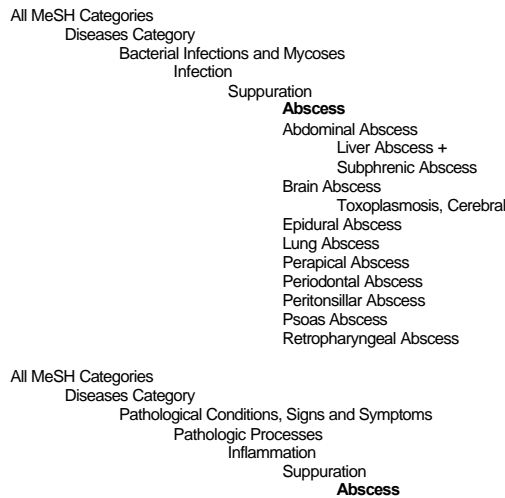 All MeSH Categories
Diseases Category
Bacterial Infections and Mycoses
Infection
Suppuration
Abscess
Abdominal Abscess
Liver Abscess +
Subphrenic Abscess
Brain Abscess
Toxoplasmosis, Cerebral
Epidural Abscess
Lung Abscess
Perapical Abscess
Periodontal Abscess
Peritonsillar Abscess
Psoas Abscess
Retropharyngeal Abscess
All MeSH Categories
Diseases Category
Pathological Conditions, Signs and Symptoms
Pathologic Processes
Inflammation
Suppuration
Abscess